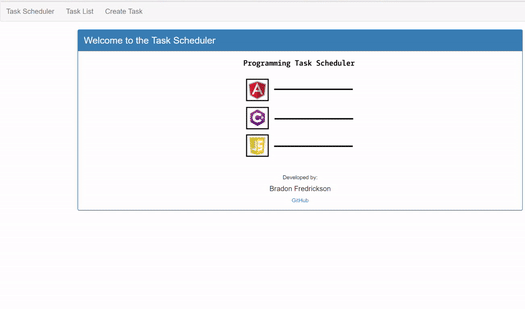 Task Scheduler Task List Create Task
Welcome to the Task Scheduler
Programming Task Scheduler
A
C#
JS
Developed by:
Bradon Fredrickson
GitHub